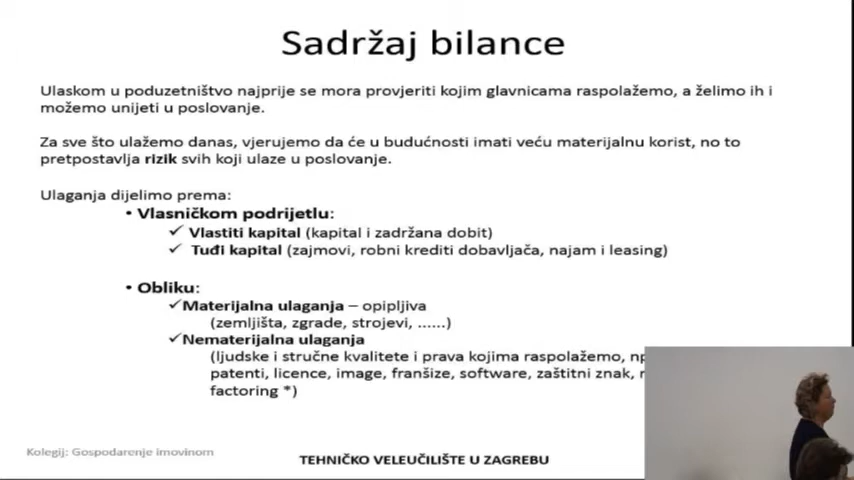 Sadržaj bilance
Ulaskom u poduzetništvo najprije se mora provjeriti kojim glavnicama raspolažemo, a želimo ih i
možemo unijeti u poslovanje.
Za sve što ulažemo danas, vjerujemo da će u budućnosti imati veću materijalnu korist, no to
pretpostavlja rizik svih koji ulaze u poslovanje.
Ulaganja dijelimo prema:
• Vlasničkom podrijetlu:
✓ Vlastiti kapital (kapital i zadržana dobit)
✓ Tuđi kapital (zajmovi, robni krediti dobavljača, najam i leasing)
• Obliku:
✓Materijalna ulaganja – opipljiva
(zemljišta, zgrade, strojevi, ......)
✓Nematerijalna ulaganja
(ljudske i stručne kvalitete i prava kojima raspolažemo,
patenti, licence, image, franšize, software, zaštitni znak,
factoring *)
Kolegij: Gospodarenje imovinom
TEHNIČKO VELEUČILIŠTE U ZAGREBU